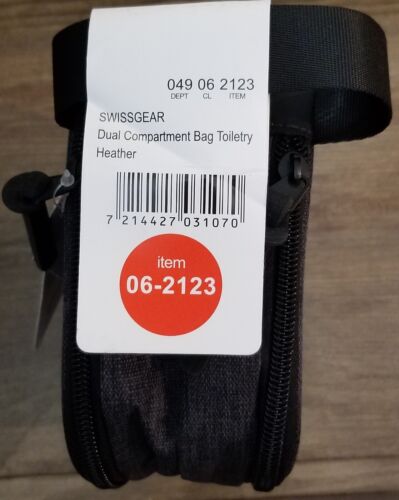 049 06 2123
DEPT CL ITEM
SWISSGEAR
Dual Compartment Bag Toiletry
Heather
7 214427 031070
item
06-2123